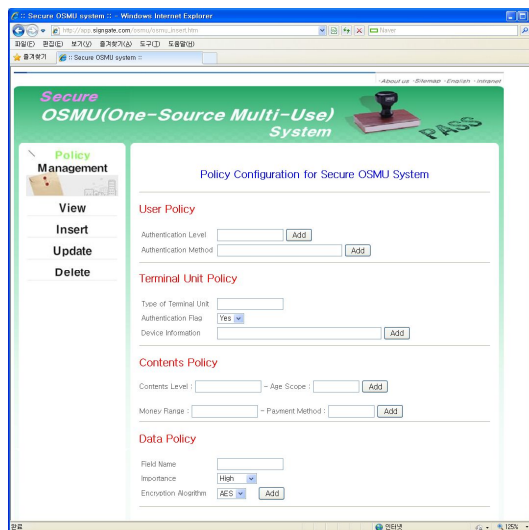 :: Secure OSMU system :: - Windows Internet Explorer
http://app.signgate.com/osmu/osmu_insert.htm
Naver
파일(F) 편집(E) 보기(V) 즐겨찾기(A) 도구(T) 도움말(H)
즐겨찾기 :: Secure OSMU system ::
·About us ·Sitemap ·English ·Intranet
Secure
OSMU(One-Source Multi-Use)
System
PASS
Policy
Management
View
Insert
Update
Delete
Policy Configuration for Secure OSMU System
User Policy
Authentication Level Add
Authentication Method Add
Terminal Unit Policy
Type of Terminal Unit
Authentication Flag Yes
Device Information Add
Contents Policy
Contents Level : - Age Scope : Add
Money Range : - Payment Method : Add
Data Policy
Field Name
Importance High
Encryption Alogrithm AES Add
완료 인터넷 125%